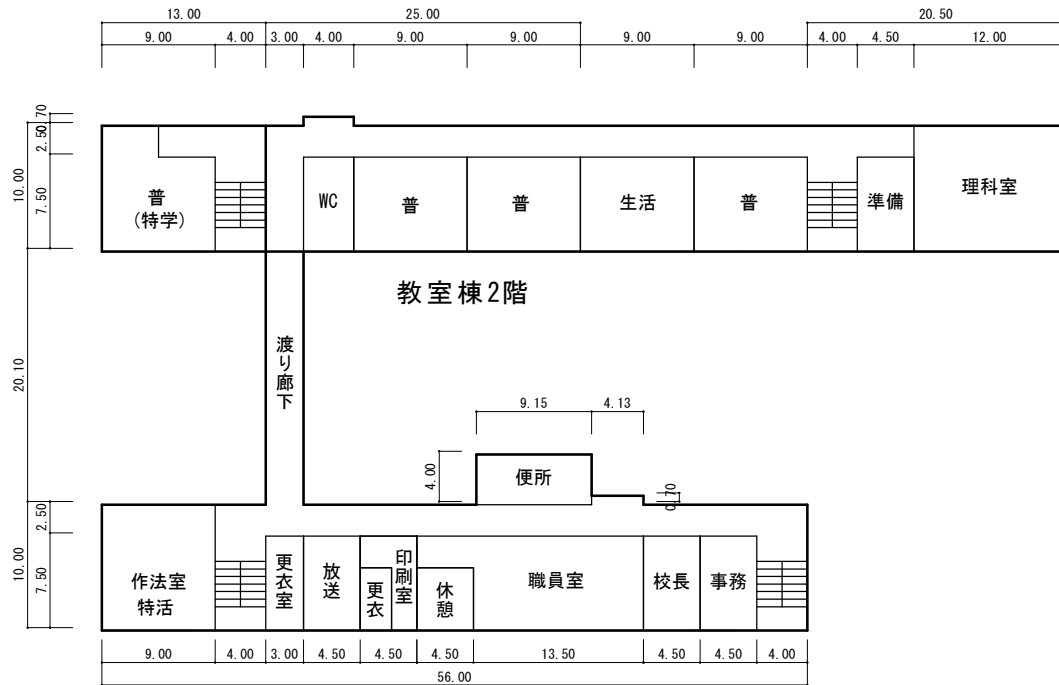 13.00 25.00 20.50
9.00 4.00 3.00 4.00 9.00 9.00 9.00 9.00 4.00 4.50 12.00
.70
2.50
10.00
7.50
普
(特学)
WC
普
普
生活
普
準備
理科室
教室棟2階
20.10
渡り廊下
9.15 4.13
4.00
便所
0.70
2.50
10.00
7.50
作法室
特活
更衣室
放送
更衣
印刷室
休憩
職員室
校長
事務
9.00 4.00 3.00 4.50 4.50 4.50 13.50 4.50 4.50 4.00
56.00